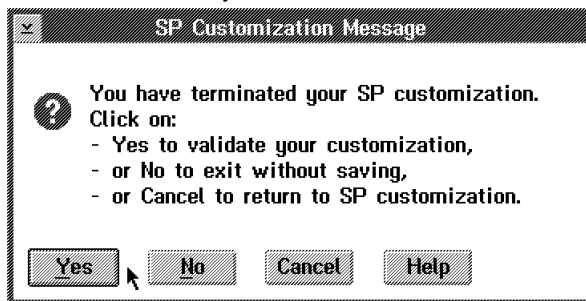 SP Customization Message
You have terminated your SP customization.
Click on:
- Yes to validate your customization,
- or No to exit without saving,
- or Cancel to return to SP customization.
Yes No Cancel Help